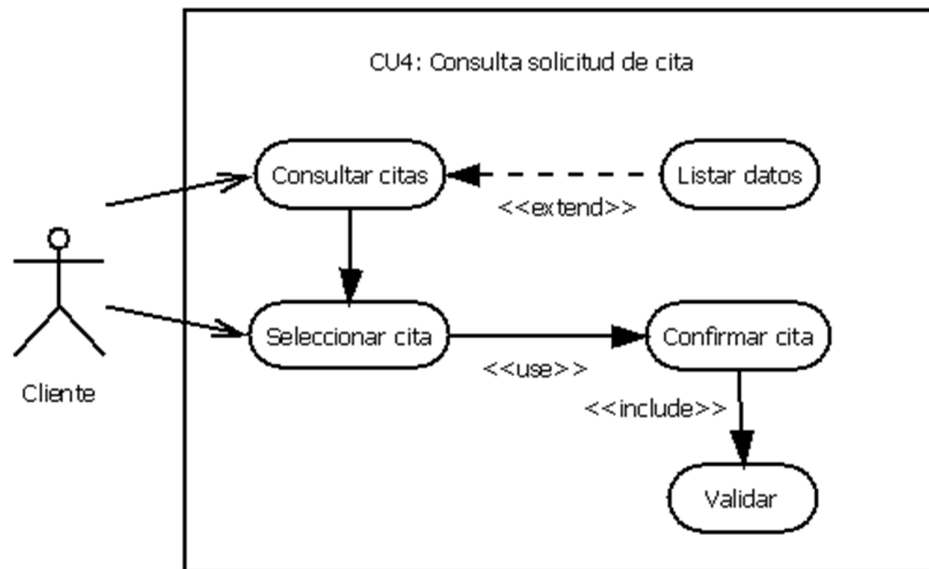 CU4: Consulta solicitud de cita
Consultar citas
Listar datos
<<extend>>
Seleccionar cita
Confirmar cita
<<use>>
Cliente
<<include>>
Validar